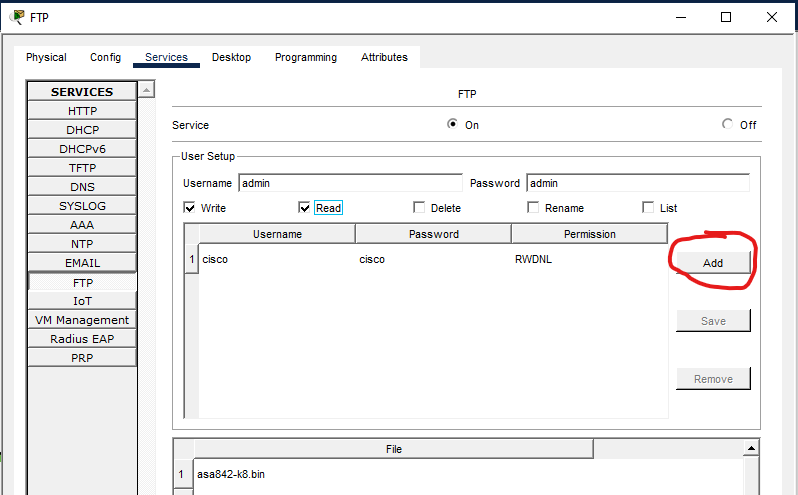 FTP
Physical Config Services Desktop Programming Attributes
SERVICES
HTTP
DHCP
DHCPv6
TFTP
DNS
SYSLOG
AAA
NTP
EMAIL
FTP
IoT
VM Management
Radius EAP
PRP
FTP
Service On Off
User Setup
Username admin Password admin
Write Read Delete Rename List
Username Password Permission
1 cisco cisco RWDNL
Add
Save
Remove
File
1 asa842-k8.bin